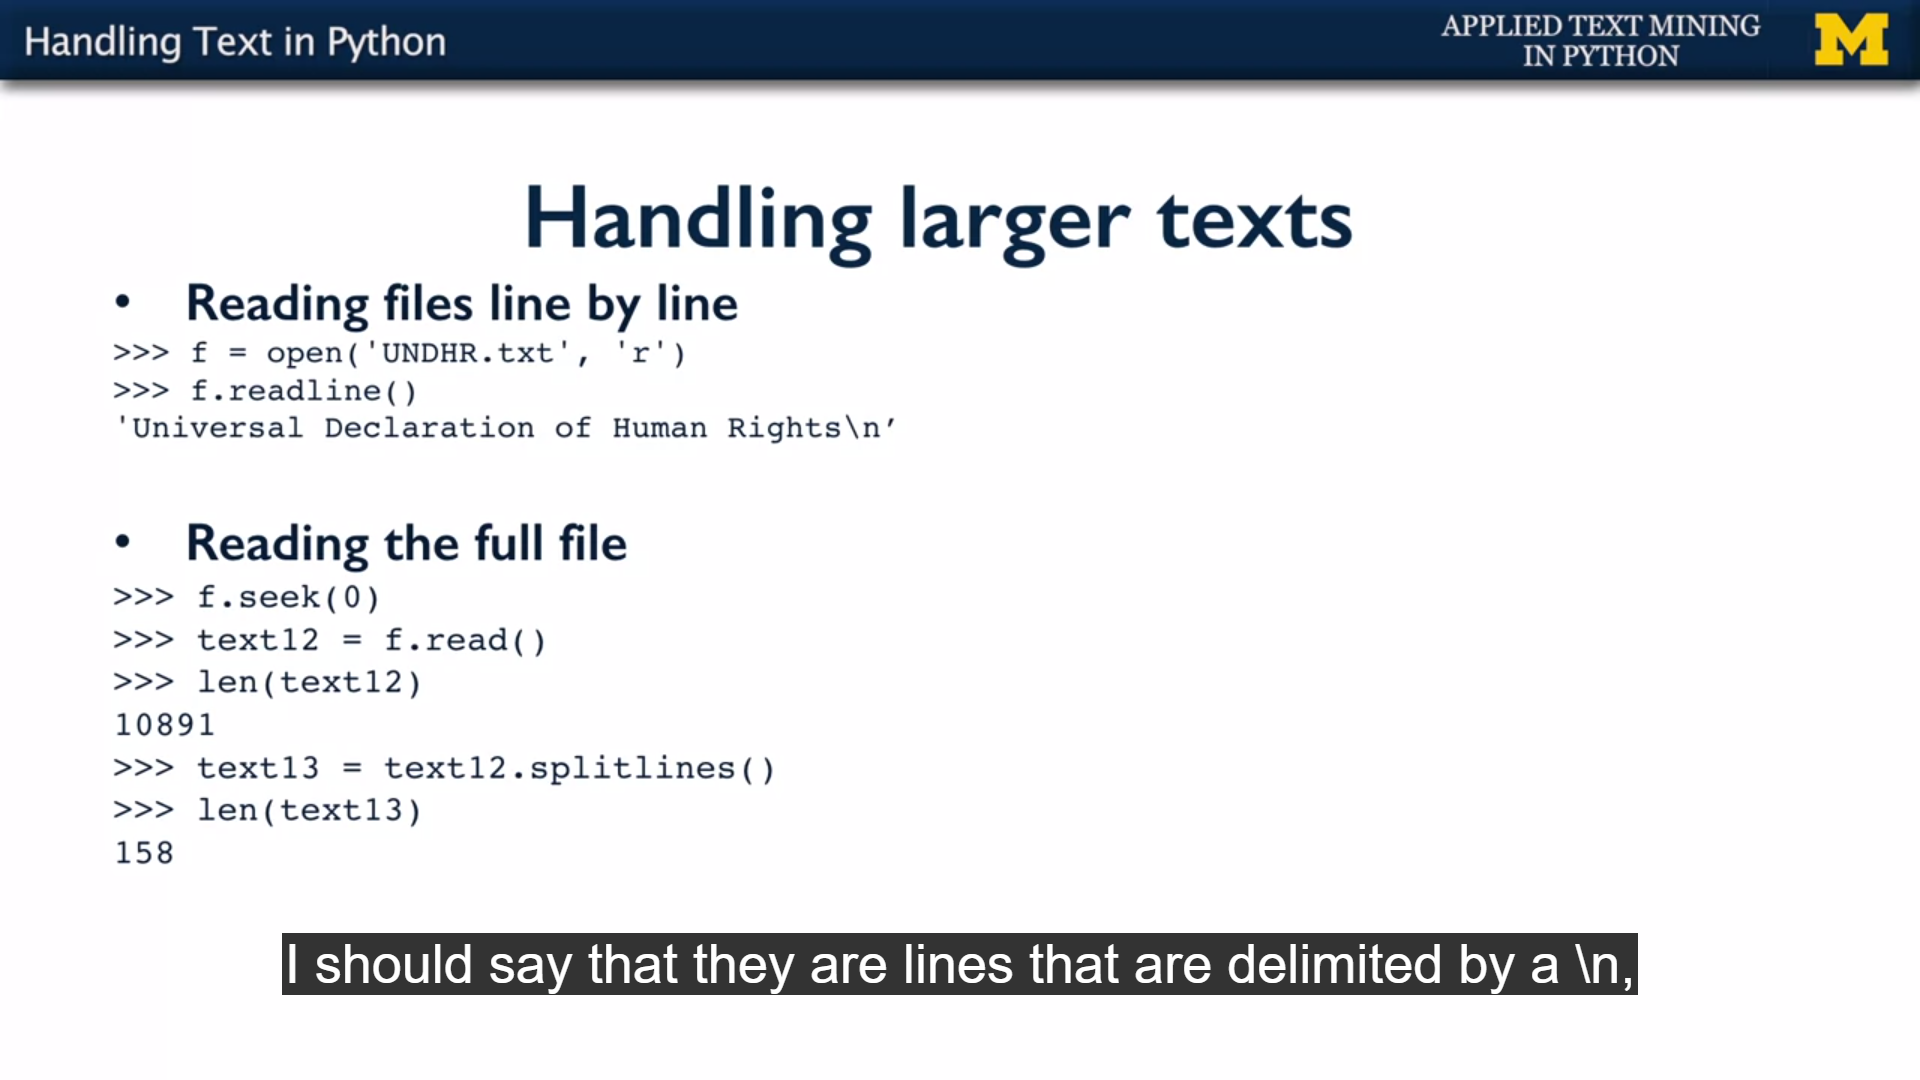 Handling Text in Python
APPLIED TEXT MINING
IN PYTHON
M
Handling larger texts
• Reading files line by line
>>> f = open('UNDHR.txt', 'r')
>>> f.readline()
'Universal Declaration of Human Rights\n’
• Reading the full file
>>> f.seek(0)
>>> text12 = f.read()
>>> len(text12)
10891
>>> text13 = text12.splitlines()
>>> len(text13)
158
I should say that they are lines that are delimited by a \n,